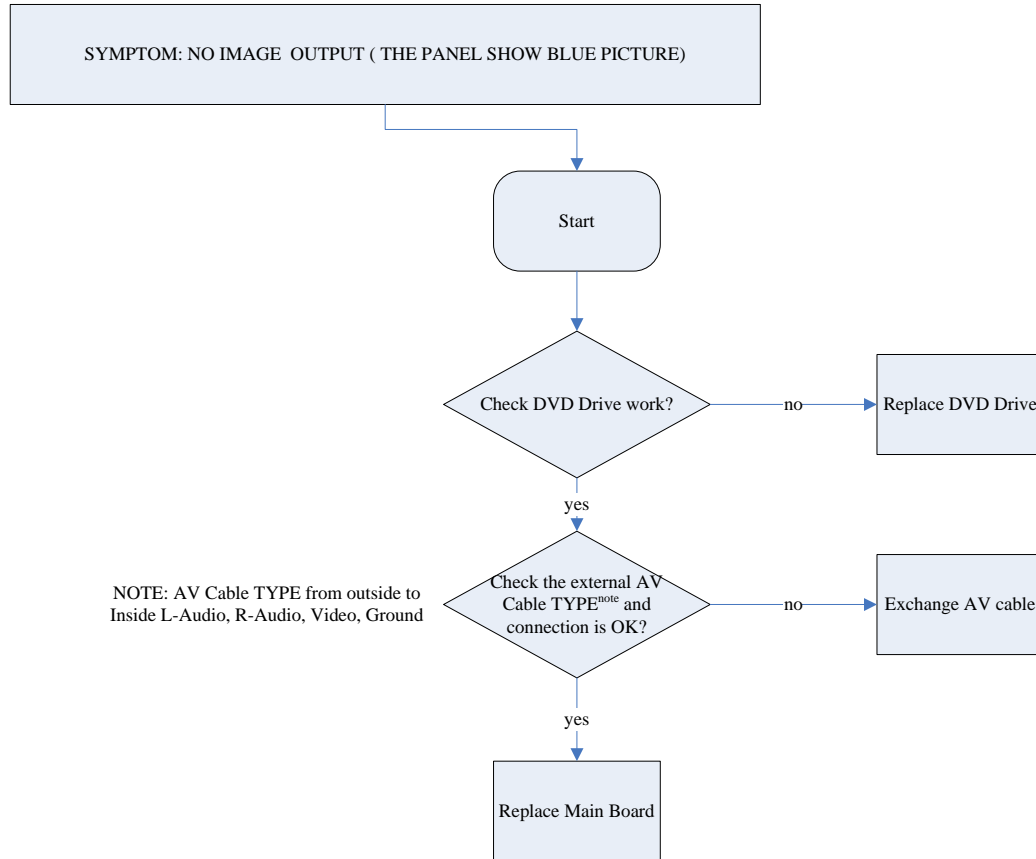 SYMPTOM: NO IMAGE OUTPUT ( THE PANEL SHOW BLUE PICTURE)
Start
Check DVD Drive work?
no
Replace DVD Drive
yes
NOTE: AV Cable TYPE from outside to
Inside L-Audio, R-Audio, Video, Ground
Check the external AV
Cable TYPEnote and
connection is OK?
no
Exchange AV cable
yes
Replace Main Board